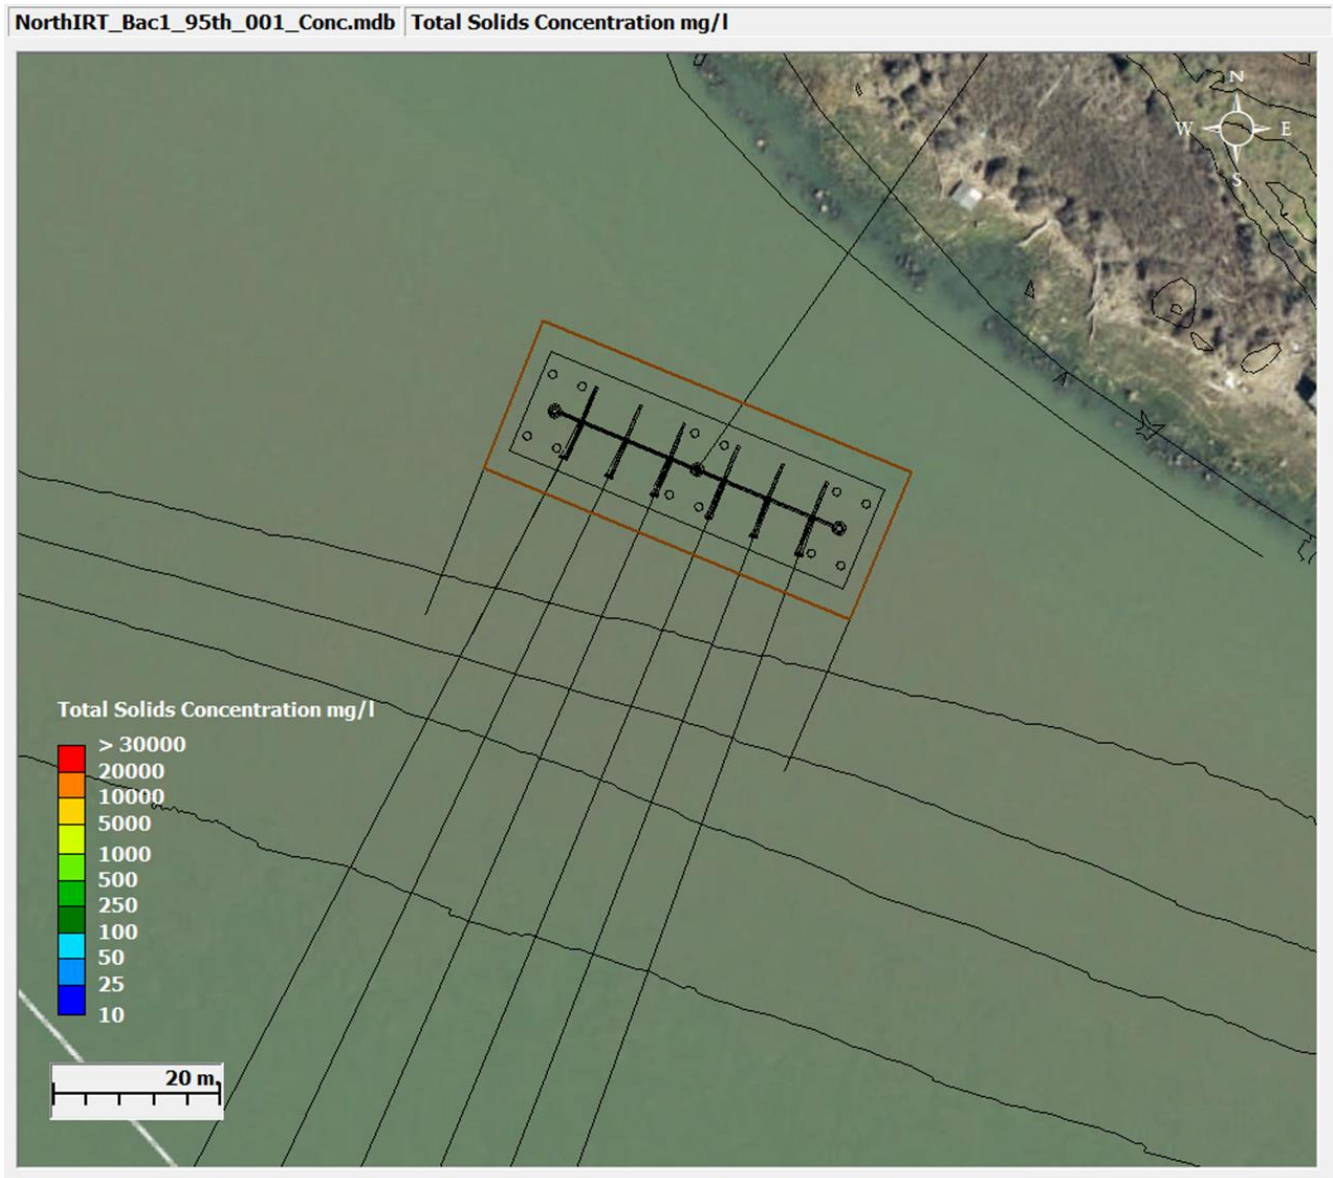 NorthIRT_Bac1_95th_001_Conc.mdb Total Solids Concentration mg/l
N
W E
S
Total Solids Concentration mg/l
> 30000
20000
10000
5000
1000
500
250
100
50
25
10
20 m